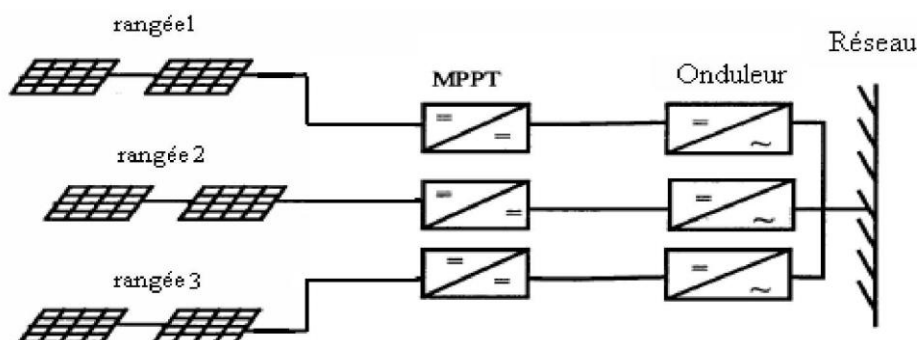 rangée1
Réseau
MPPT
Onduleur
= = = ~
rangée 2
= = = ~
rangée 3
= = = ~